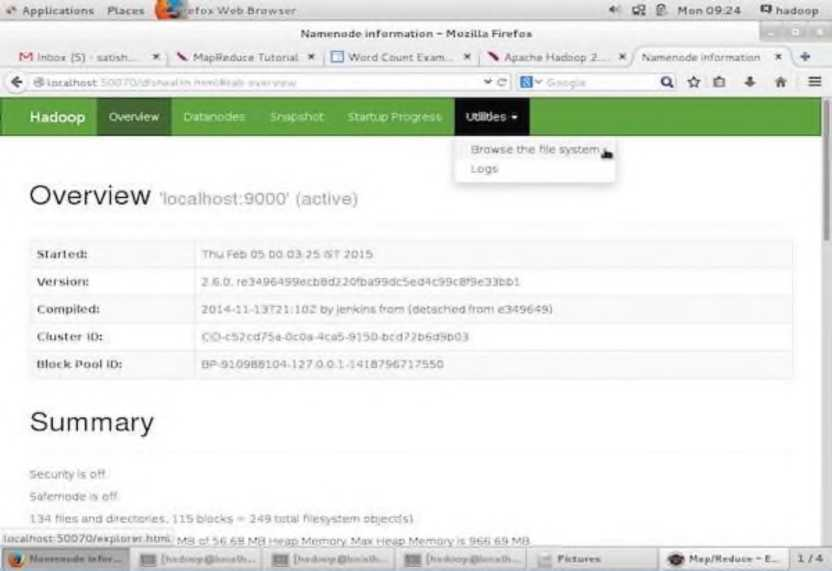 Applications Places efox Web Browser Mon 09:24 hadoop
Namenode information - Mozilla Firefox
Inbox (5) - satish... × MapReduce Tutorial × Word Count Exam... × Apache Hadoop 2.... × Namenode information ×
localhost:50070/dfshealth.html#tab-overview Google
Hadoop Overview Datanodes Snapshot Startup Progress Utilities
Browse the file system
Logs
Overview 'localhost:9000' (active)
Started: Thu Feb 05 00:03:25 IST 2015
Version: 2.6.0, re3496499ecb8d220fba99dc5ed4c99c8f9e33bb1
Compiled: 2014-11-13T21:10Z by jenkins from (detached from e349649)
Cluster ID: CID-c52cd75a-0c0a-4ca5-9150-bcd72b6d9b03
Block Pool ID: BP-910988104-127.0.0.1-1418796717550
Summary
Security is off.
Safemode is off.
134 files and directories, 115 blocks = 249 total filesystem object(s).
localhost:50070/explorer.html MB of 56.68 MB Heap Memory. Max Heap Memory is 966.69 MB.
Namenode infor... [hadoop@localh... [hadoop@localh... [hadoop@localh... Pictures Map/Reduce - E... 1 / 4